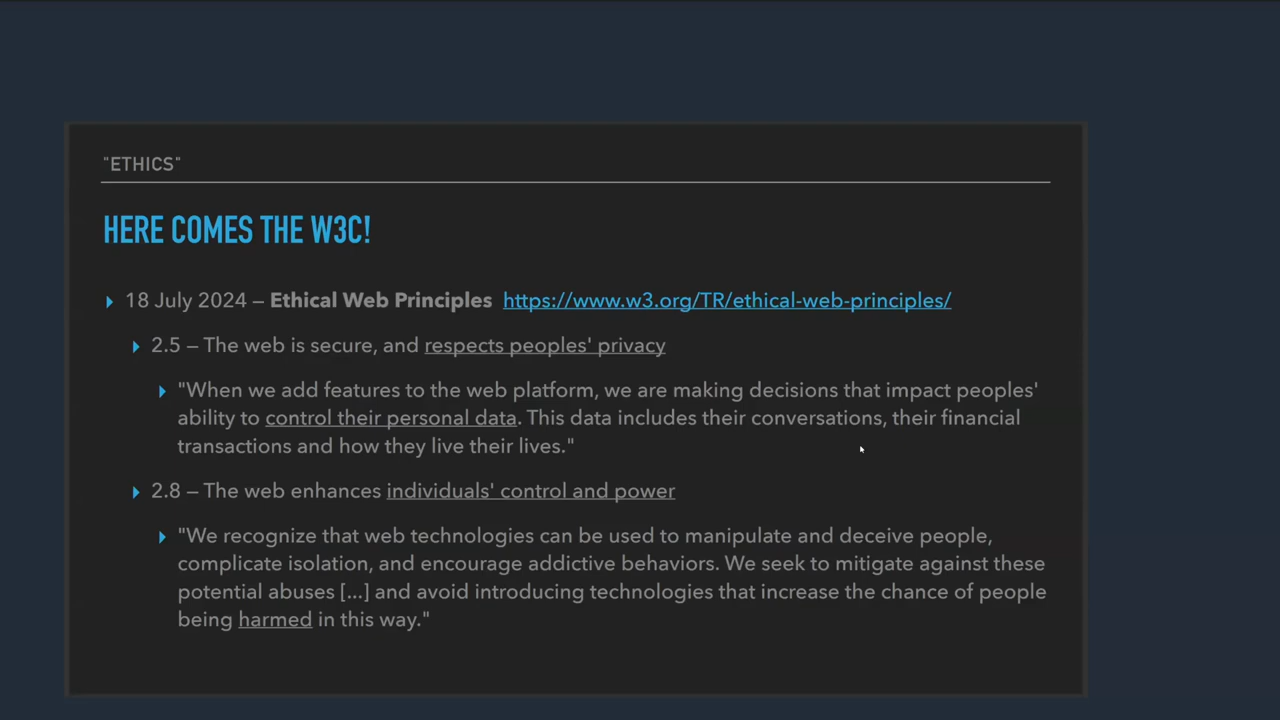 "ETHICS"
HERE COMES THE W3C!
18 July 2024 – Ethical Web Principles https://www.w3.org/TR/ethical-web-principles/
2.5 – The web is secure, and respects peoples' privacy
"When we add features to the web platform, we are making decisions that impact peoples'
ability to control their personal data. This data includes their conversations, their financial
transactions and how they live their lives."
2.8 – The web enhances individuals' control and power
"We recognize that web technologies can be used to manipulate and deceive people,
complicate isolation, and encourage addictive behaviors. We seek to mitigate against these
potential abuses [...] and avoid introducing technologies that increase the chance of people
being harmed in this way."